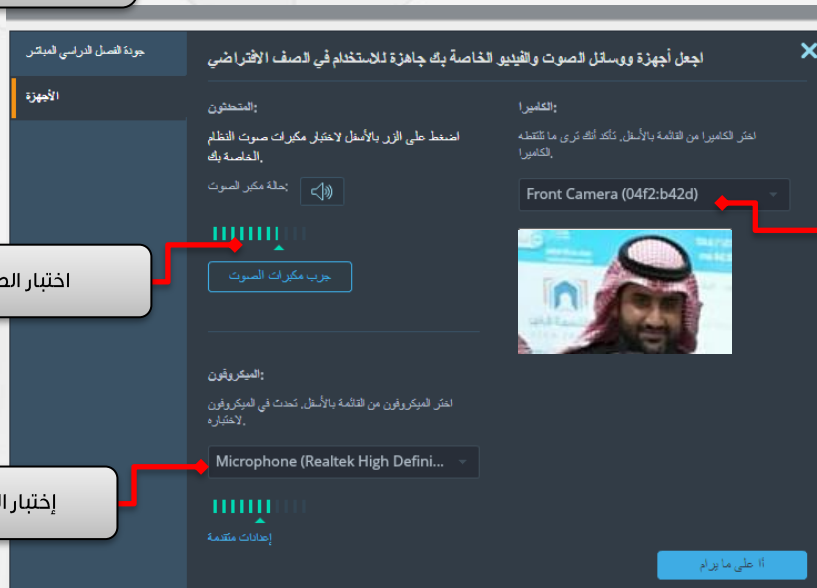 جودة الفصل الدراسي المباشر
الأجهزة
اجعل أجهزة ووسائل الصوت والفيديو الخاصة بك جاهزة للاستخدام في الصف الافتراضي
المتحدثون:
اضغط على الزر بالأسفل لاختبار مكبرات صوت النظام
الخاصة بك.
حالة مكبر الصوت:
جرب مكبرات الصوت
الميكروفون:
اختر الميكروفون من القائمة بالأسفل. تحدث في الميكروفون
لاختباره.
Microphone (Realtek High Defini...
إعدادات متقدمة
الكاميرا:
اختر الكاميرا من القائمة بالأسفل. تأكد أنك ترى ما تلتقطه
الكاميرا.
Front Camera (04f2:b42d)
أنا على ما يرام
اختبار
إختبار